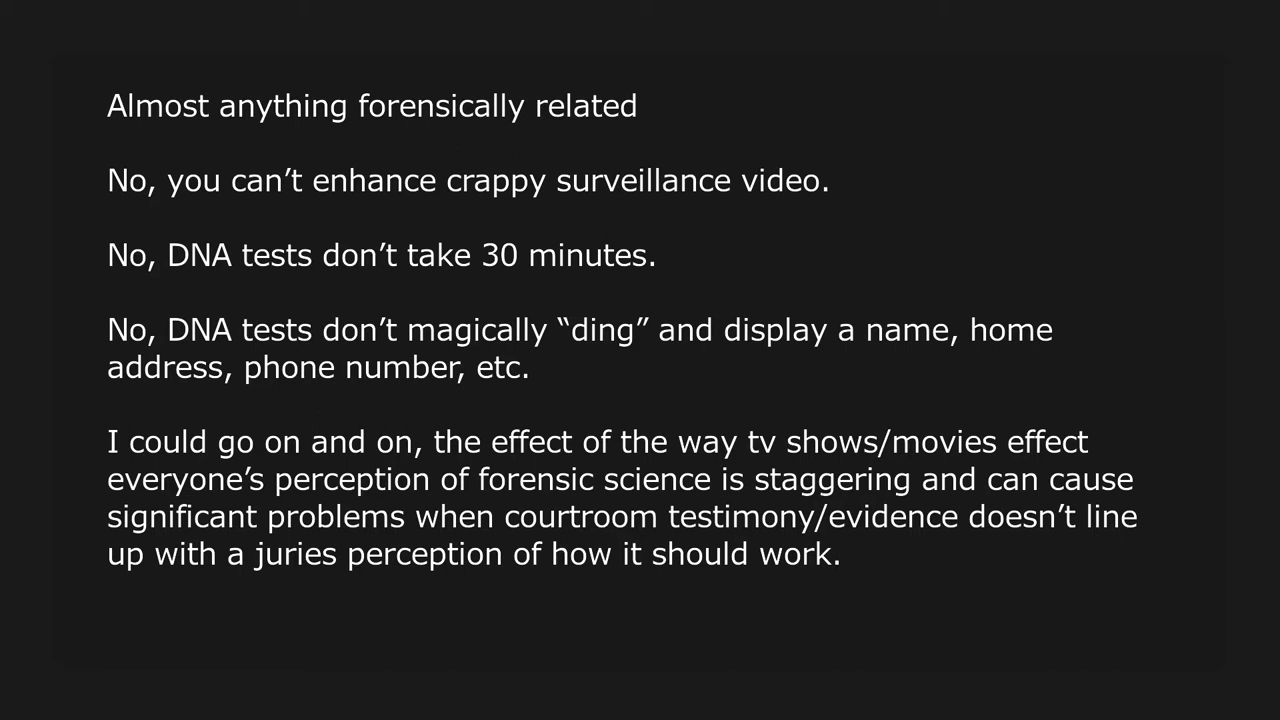 Almost anything forensically related
No, you can’t enhance crappy surveillance video.
No, DNA tests don’t take 30 minutes.
No, DNA tests don’t magically “ding” and display a name, home
address, phone number, etc.
I could go on and on, the effect of the way tv shows/movies effect
everyone’s perception of forensic science is staggering and can cause
significant problems when courtroom testimony/evidence doesn’t line
up with a juries perception of how it should work.